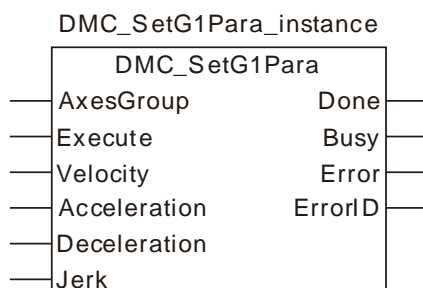 DMC_SetG1Para_instance
DMC_SetG1Para
AxesGroup Done
Execute Busy
Velocity Error
Acceleration ErrorID
Deceleration
Jerk